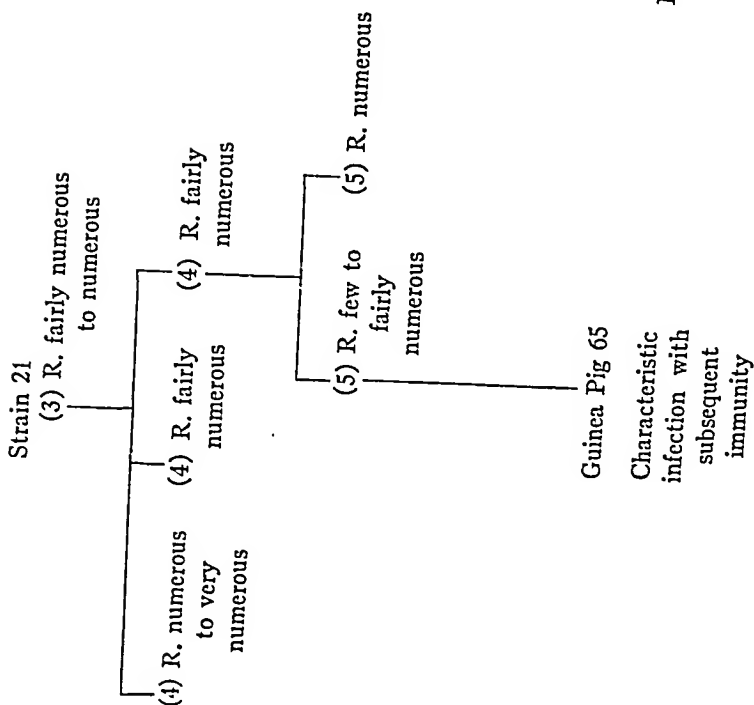 Strain 21
(3) R. fairly numerous
to numerous
(4) R. numerous
to very
numerous
(4) R. fairly
numerous
(4) R. fairly
numerous
(5) R. few to
fairly
numerous
(5) R. numerous
Guinea Pig 65
Characteristic
infection with
subsequent
immunity